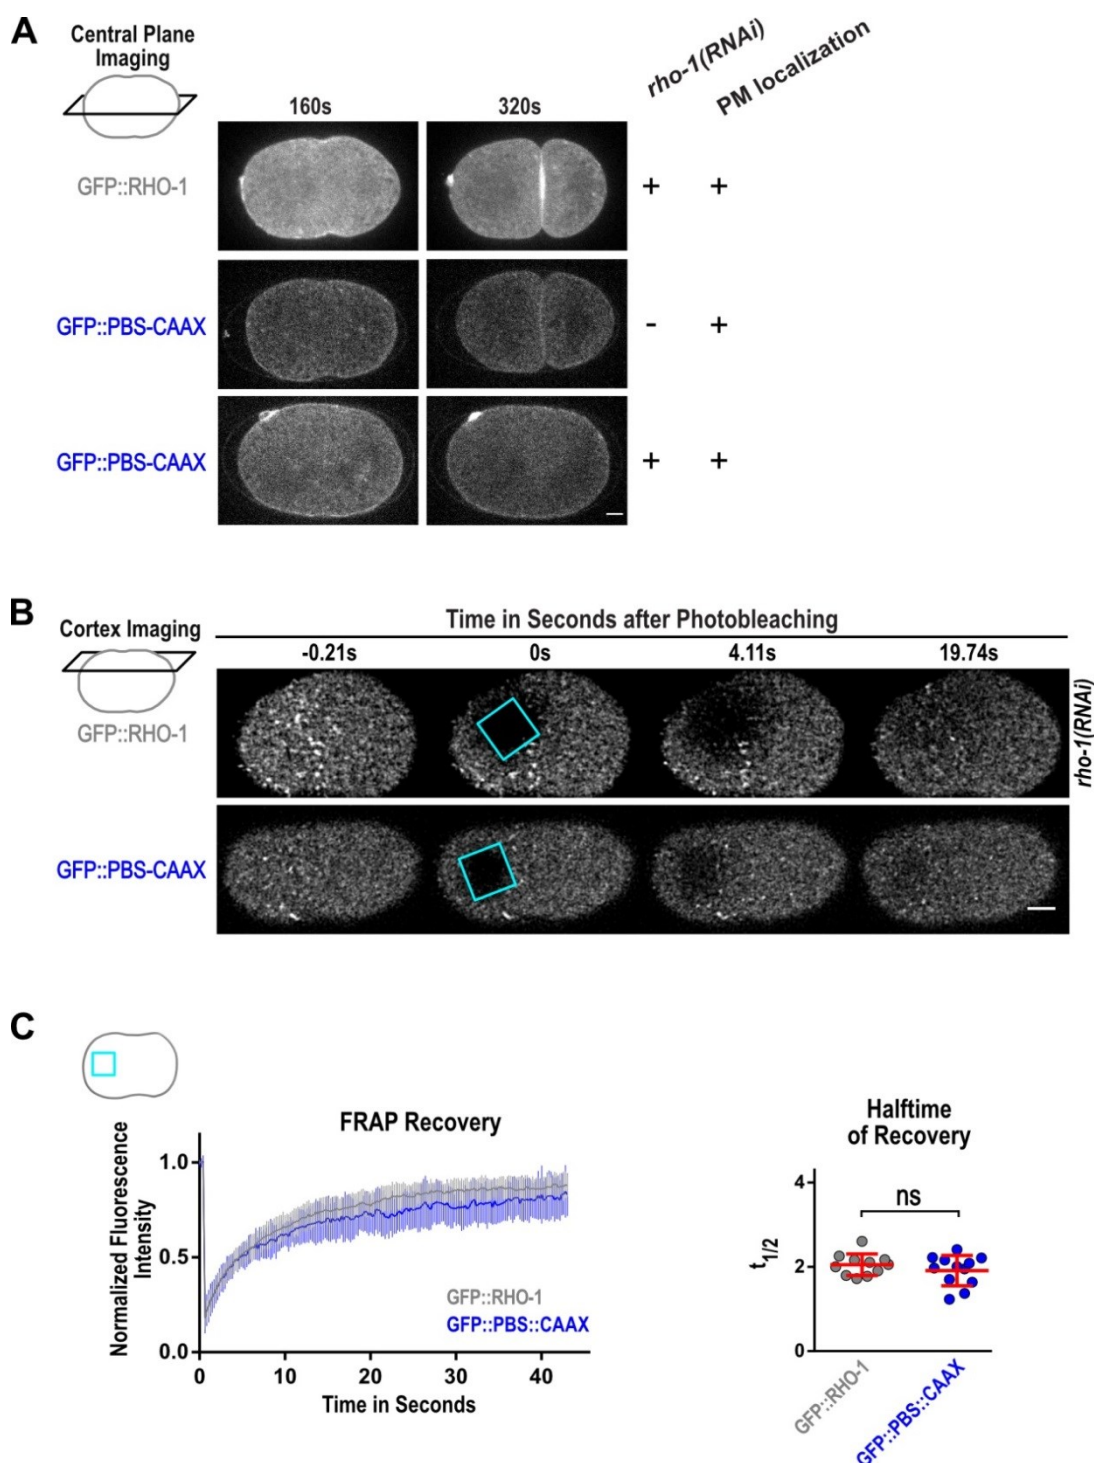 A
Central Plane
Imaging
rho-1(RNAi)
PM localization
160s
320s
GFP::RHO-1
+
+
GFP::PBS-CAAX
-
+
GFP::PBS-CAAX
+
+
B
Cortex Imaging
Time in Seconds after Photobleaching
-0.21s
0s
4.11s
19.74s
GFP::RHO-1
rho-1(RNAi)
GFP::PBS-CAAX
C
FRAP Recovery
Normalized Fluorescence
Intensity
1.0
0.5
0.0
GFP::RHO-1
GFP::PBS::CAAX
0
10
20
30
40
Time in Seconds
Halftime
of Recovery
4
ns
t1/2
2
0
GFP::RHO-1
GFP::PBS::CAAX